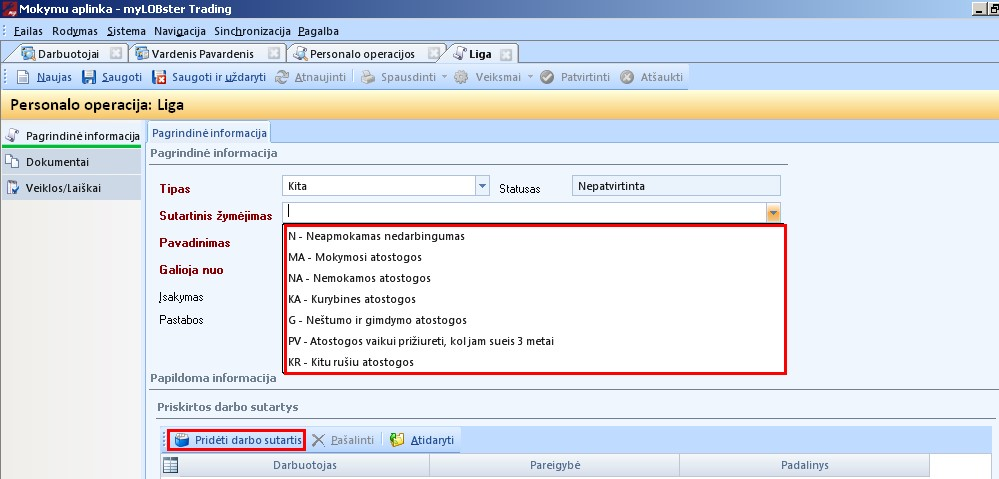 Mokymu aplinka - myLOBster Trading
Failas Rodymas Sistema Navigacija Sinchronizacija Pagalba
Darbuotojai Vardenis Pavardenis Personalo operacijos Liga
Naujas Saugoti Saugoti ir uždaryti Atnaujinti Spausdinti Veiksmai Patvirtinti Atšaukti
Personalo operacija: Liga
Pagrindinė informacija
Dokumentai
Veiklos/Laiškai
Pagrindinė informacija
Pagrindinė informacija
Tipas Kita Statusas Nepatvirtinta
Sutartinis žymėjimas
Pavadinimas
Galioja nuo
Įsakymas
Pastabos
N - Neapmokamas nedarbingumas
MA - Mokymosi atostogos
NA - Nemokamos atostogos
KA - Kurybines atostogos
G - Neštumo ir gimdymo atostogos
PV - Atostogos vaikui prižiureti, kol jam sueis 3 metai
KR - Kitu rušiu atostogos
Papildoma informacija
Priskirtos darbo sutartys
Pridėti darbo sutartis Pašalinti Atidaryti
Darbuotojas Pareigybė Padalinys